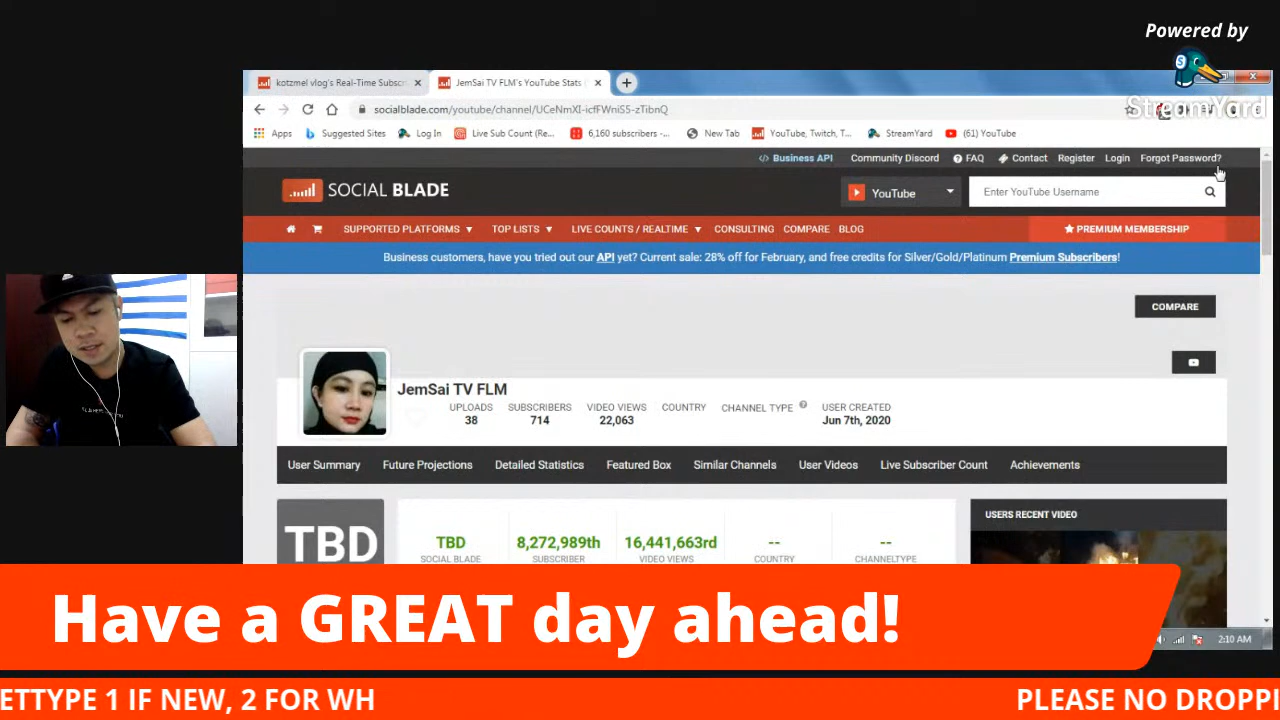 Powered by
StreamYard
kotzmel vlog's Real-Time Subscr
JemSai TV FLM's YouTube Stats
socialblade.com/youtube/channel/UCeNmXI-icfFWniS5-zTibnQ
Apps
Suggested Sites
Log In
Live Sub Count (Re...
6,160 subscribers -...
New Tab
YouTube, Twitch, T...
StreamYard
(61) YouTube
Business API
Community Discord
FAQ
Contact
Register
Login
Forgot Password?
SOCIAL BLADE
YouTube
Enter YouTube Username
SUPPORTED PLATFORMS
TOP LISTS
LIVE COUNTS / REALTIME
CONSULTING
COMPARE
BLOG
PREMIUM MEMBERSHIP
Business customers, have you tried out our API yet? Current sale: 28% off for February, and free credits for Silver/Gold/Platinum Premium Subscribers!
COMPARE
JemSai TV FLM
UPLOADS
38
SUBSCRIBERS
714
VIDEO VIEWS
22,063
COUNTRY
CHANNEL TYPE
USER CREATED
Jun 7th, 2020
User Summary
Future Projections
Detailed Statistics
Featured Box
Similar Channels
User Videos
Live Subscriber Count
Achievements
TBD
TBD
SOCIAL BLADE
8,272,989th
SUBSCRIBER
16,441,663rd
VIDEO VIEWS
--
COUNTRY
--
CHANNELTYPE
USERS RECENT VIDEO
Have a GREAT day ahead!
2:10 AM
ETTYPE 1 IF NEW, 2 FOR WH
PLEASE NO DROPPI